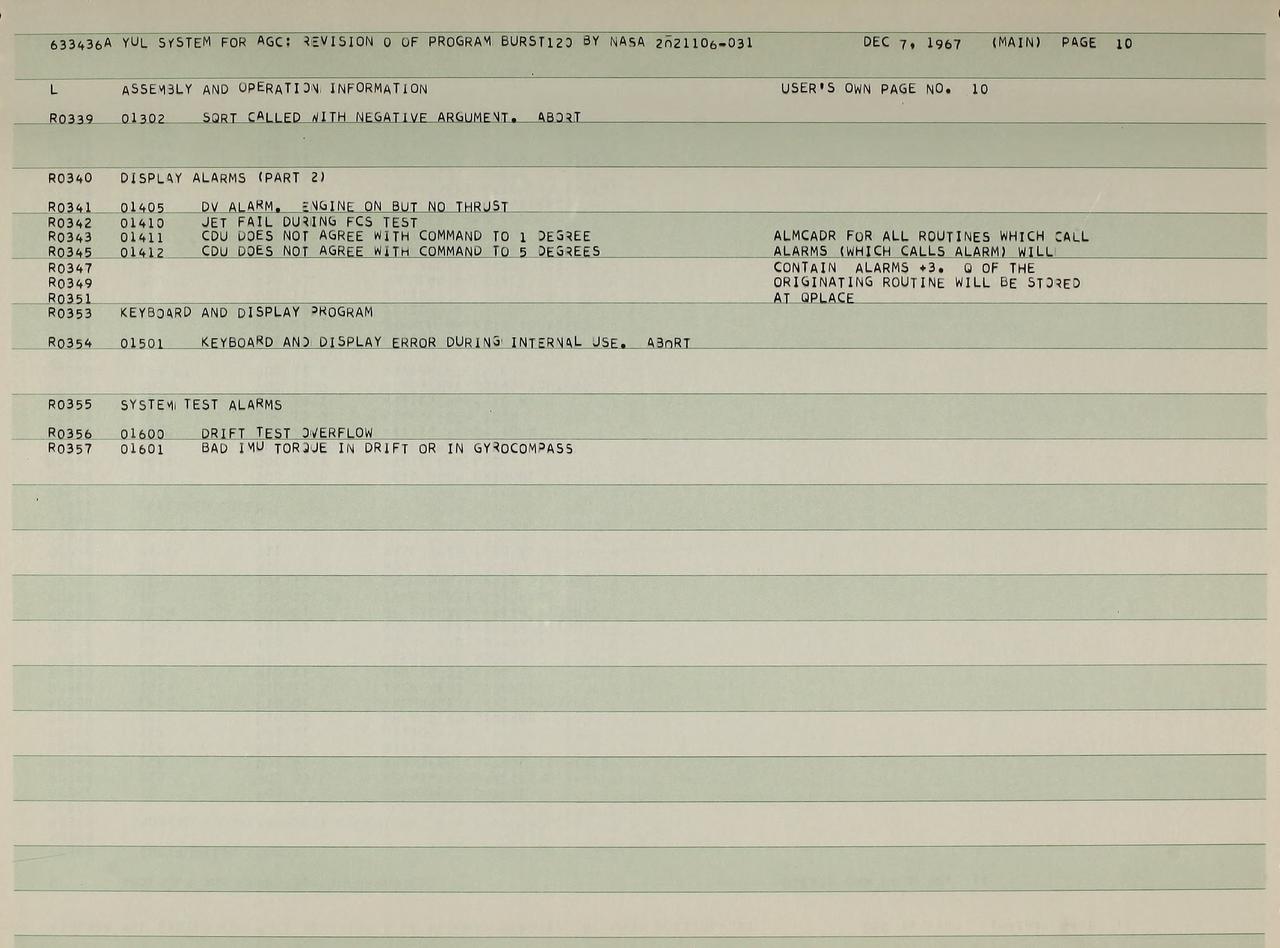 633436A YUL SYSTEM FOR AGC: REVISION 0 OF PROGRAM BURST120 BY NASA 2021106-031 DEC 7, 1967 (MAIN) PAGE 10
L ASSEMBLY AND OPERATION INFORMATION USER'S OWN PAGE NO. 10
R0339 01302 SQRT CALLED WITH NEGATIVE ARGUMENT. ABORT
R0340 DISPLAY ALARMS (PART 2)
R0341 01405 DV ALARM. ENGINE ON BUT NO THRUST
R0342 01410 JET FAIL DURING FCS TEST
R0343 01411 CDU DOES NOT AGREE WITH COMMAND TO 1 DEGREE ALMCADR FOR ALL ROUTINES WHICH CALL
R0345 01412 CDU DOES NOT AGREE WITH COMMAND TO 5 DEGREES ALARMS (WHICH CALLS ALARM) WILL
R0347 CONTAIN ALARMS +3. Q OF THE
R0349 ORIGINATING ROUTINE WILL BE STORED
R0351 AT QPLACE
R0353 KEYBOARD AND DISPLAY PROGRAM
R0354 01501 KEYBOARD AND DISPLAY ERROR DURING INTERNAL USE. ABORT
R0355 SYSTEM TEST ALARMS
R0356 01600 DRIFT TEST OVERFLOW
R0357 01601 BAD IMU TORQUE IN DRIFT OR IN GYROCOMPASS